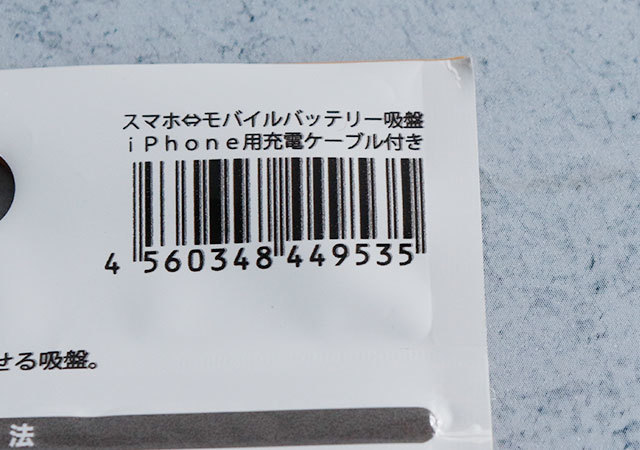 スマホ⇔モバイルバッテリー吸盤
iPhone用充電ケーブル付き
4 560348 449535
せる吸盤。
法